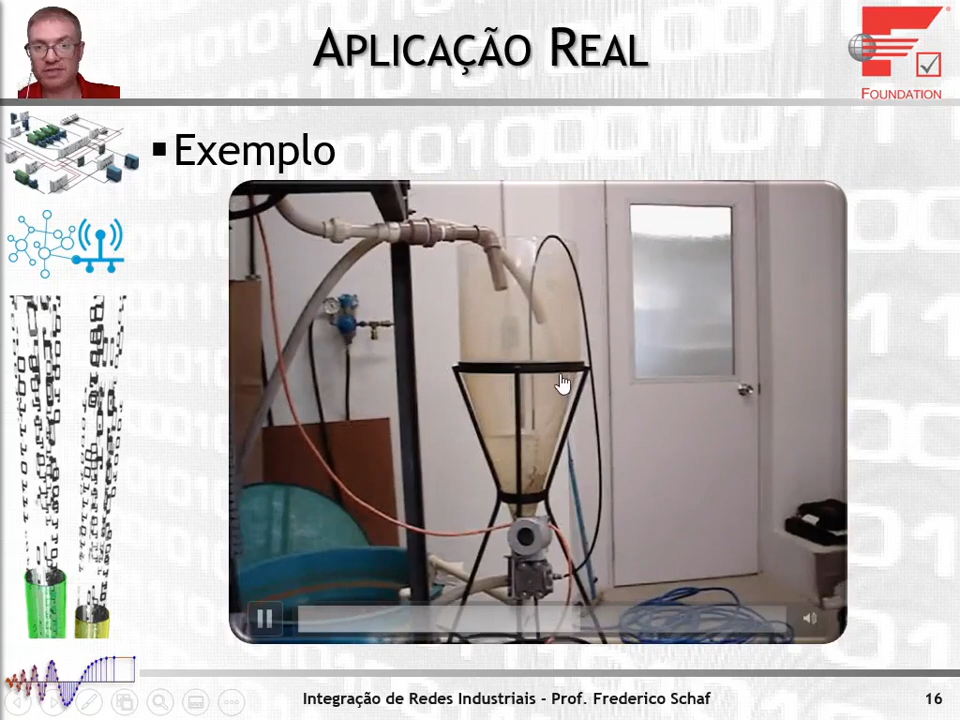 APLICAÇÃO REAL
FOUNDATION
Exemplo
Integração de Redes Industriais - Prof. Frederico Schaf
16